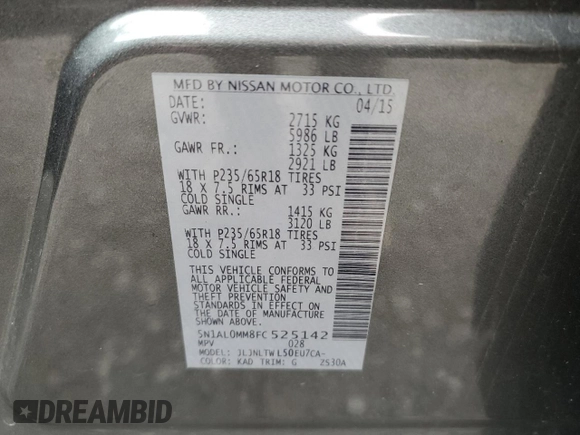 MFD BY NISSAN MOTOR CO., LTD.
DATE: 04/15
GVWR: 2715 KG
5986 LB
GAWR FR.: 1325 KG
2921 LB
WITH P235/65R18 TIRES
18 X 7.5 RIMS AT 33 PSI
COLD SINGLE
GAWR RR.: 1415 KG
3120 LB
WITH P235/65R18 TIRES
18 X 7.5 RIMS AT 33 PSI
COLD SINGLE
THIS VEHICLE CONFORMS TO
ALL APPLICABLE FEDERAL
MOTOR VEHICLE SAFETY AND
THEFT PREVENTION
STANDARDS IN EFFECT ON
THE DATE OF MANUFACTURE
SHOWN ABOVE.
5N1AL0MM8FC525142
MPV 028
MODEL: JLJNLTWL50EU7CA-
COLOR: KAD TRIM: G 2S30A
DREAMBID